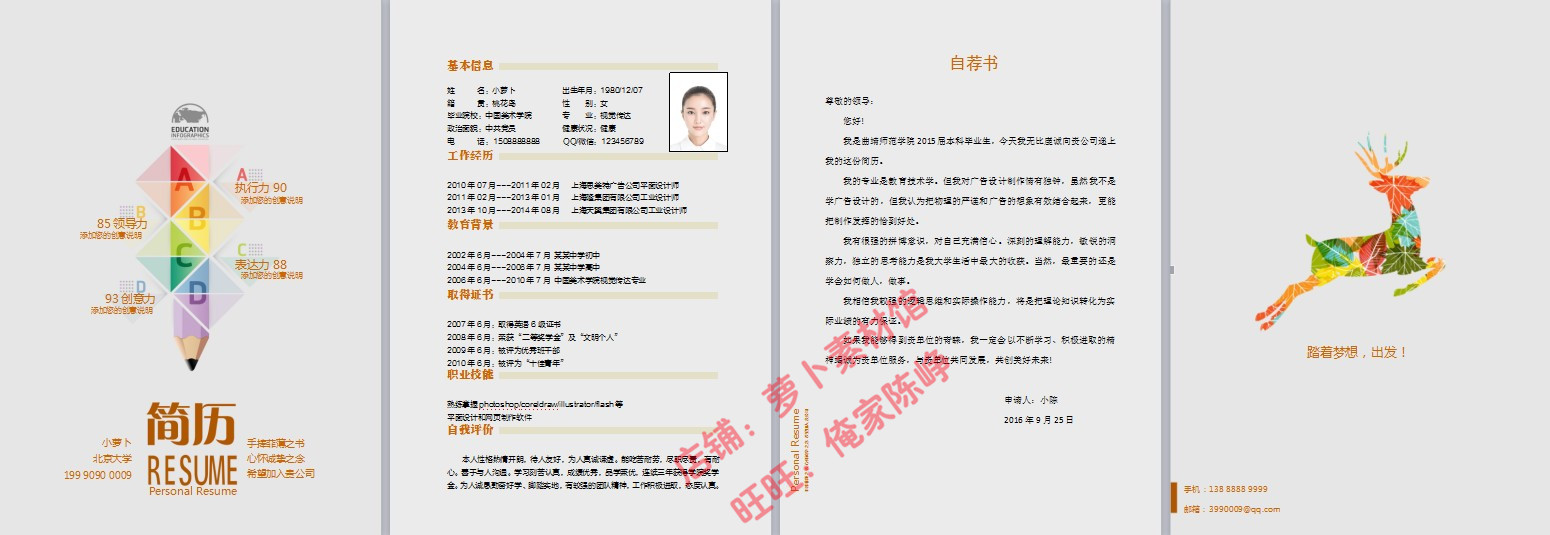 EDUCATION
INFOGRAPHICS
A
A
执行力 90
添加您的创意说明
B
B
85 领导力
添加您的创意说明
C
C
表达力 88
添加您的创意说明
D
D
93 创意力
添加您的创意说明
简历
RESUME
Personal Resume
小萝卜
北京大学
199 9090 0009
手捧菲薄之书
心怀诚挚之念
希望加入贵公司
基本信息
姓 名：小萝卜 出生年月：1980/12/07
籍 贯：桃花岛 性 别：女
毕业院校：中国美术学院 专 业：视觉传达
政治面貌：中共党员 健康状况：健康
电 话：1508888888 QQ/微信：123456789
工作经历
2010 年 07 月---2011 年 02 月 上海思美特广告公司平面设计师
2011 年 02 月---2013 年 01 月 上海隆集团有限公司工业设计师
2013 年 10 月---2014 年 08 月 上海天翼集团有限公司工业设计师
教育背景
2002 年 6 月---2004 年 7 月 某某中学初中
2004 年 6 月---2006 年 7 月 某某中学高中
2006 年 6 月---2010 年 7 月 中国美术学院视觉传达专业
取得证书
2007 年 6 月：取得英语 6 级证书
2008 年 6 月：荣获“二等奖学金”及“文明个人”
2009 年 6 月：被评为优秀班干部
2010 年 6 月：被评为“十佳青年”
职业技能
熟练掌握 photoshop/coreldraw/illustrator/flash 等
平面设计和网页制作软件
自我评价
本人性格热情开朗，待人友好，为人真诚谦虚。能吃苦耐劳，尽职尽责，有耐
心。善于与人沟通。学习刻苦认真，成绩优秀，品学兼优，连续三年获得学院奖学
金。为人诚恳勤奋好学、脚踏实地，有较强的团队精神，工作积极进取，态度认真。
自荐书
尊敬的领导：
您好！
我是曲靖师范学院 2015 届本科毕业生，今天我无比虔诚向贵公司递上
我的这份简历。
我的专业是教育技术学。但我对广告设计制作情有独钟，虽然我不是
学广告设计的，但我认为把物理的严谨和广告的想象有效结合起来，更能
把制作发挥的恰到好处。
我有很强的拼搏意识，对自己充满信心。深刻的理解能力，敏锐的洞
察力，独立的思考能力是我大学生活中最大的收获。当然，最重要的还是
学会如何做人，做事。
我相信我较强的逻辑思维和实际操作能力，将是把理论知识转化为实
际业绩的有力保证。
如果我能够得到贵单位的青睐，我一定会以不断学习、积极进取的精
神竭诚为贵单位服务，与贵单位共同发展，共创美好未来！
申请人：小陈
2016 年 9 月 25 日
Personal Resume
店铺：萝卜素材馆
旺旺：俺家陈峥
踏着梦想，出发！
手机：138 8888 9999
邮箱：3990009@qq.com